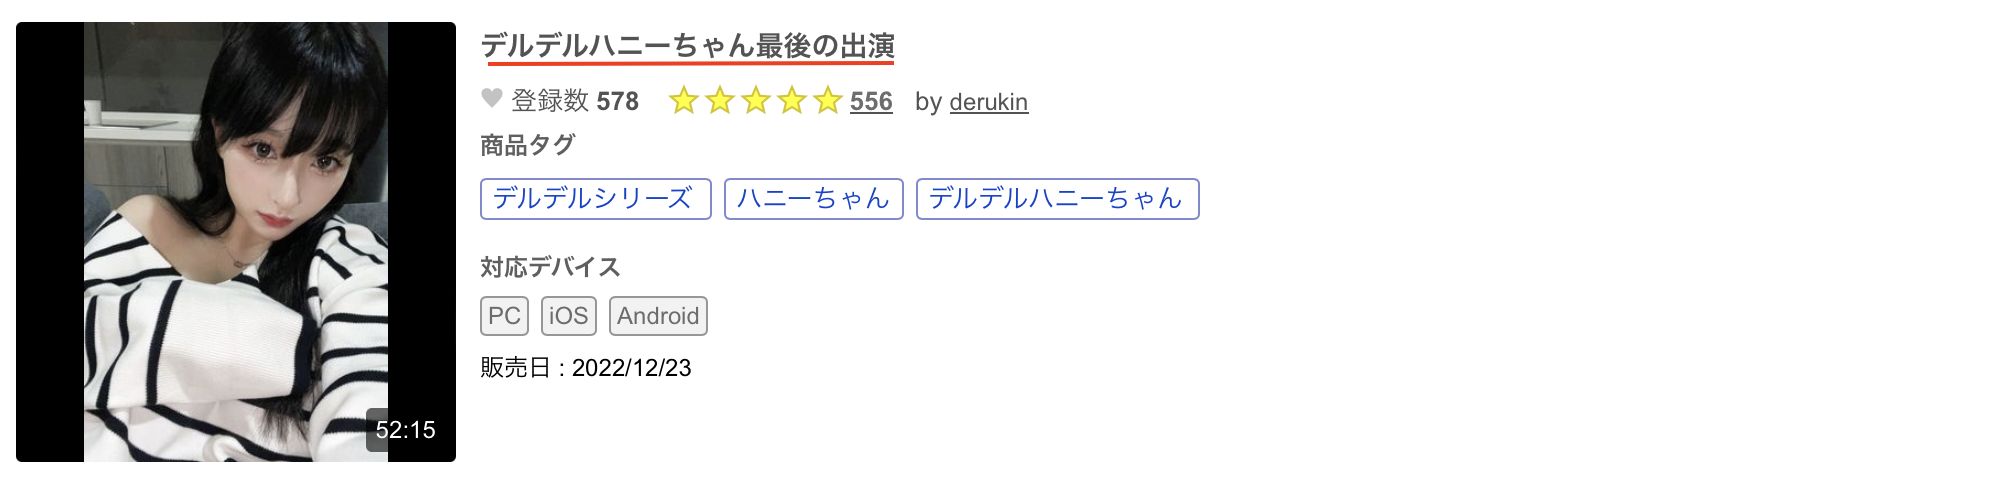 デルデルハニーちゃん最後の出演
登録数 578 556 by derukin
商品タグ
デルデルシリーズ ハニーちゃん デルデルハニーちゃん
対応デバイス
PC iOS Android
販売日 : 2022/12/23
52:15